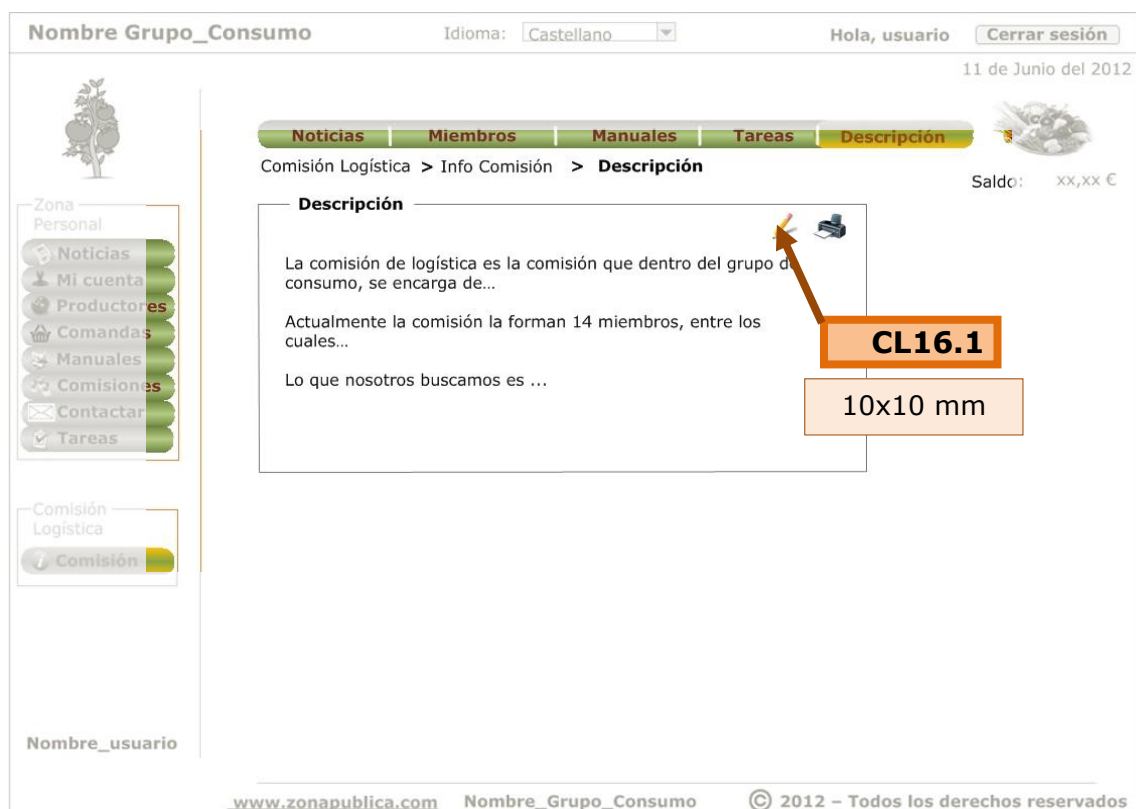 Nombre Grupo_Consumo Idioma: Castellano Hola, usuario Cerrar sesión
11 de Junio del 2012
Noticias Miembros Manuales Tareas Descripción
Comisión Logística > Info Comisión > Descripción
Saldo: xx,xx €
Zona
Personal
Noticias
Mi cuenta
Productores
Comandas
Manuales
Comisiones
Contactar
Tareas
Comisión
Logística
Comisión
Nombre_usuario
Descripción
La comisión de logística es la comisión que dentro del grupo de
consumo, se encarga de...
Actualmente la comisión la forman 14 miembros, entre los
cuales...
Lo que nosotros buscamos es ...
CL16.1
10x10 mm
www.zonapublica.com Nombre_Grupo_Consumo © 2012 – Todos los derechos reservados